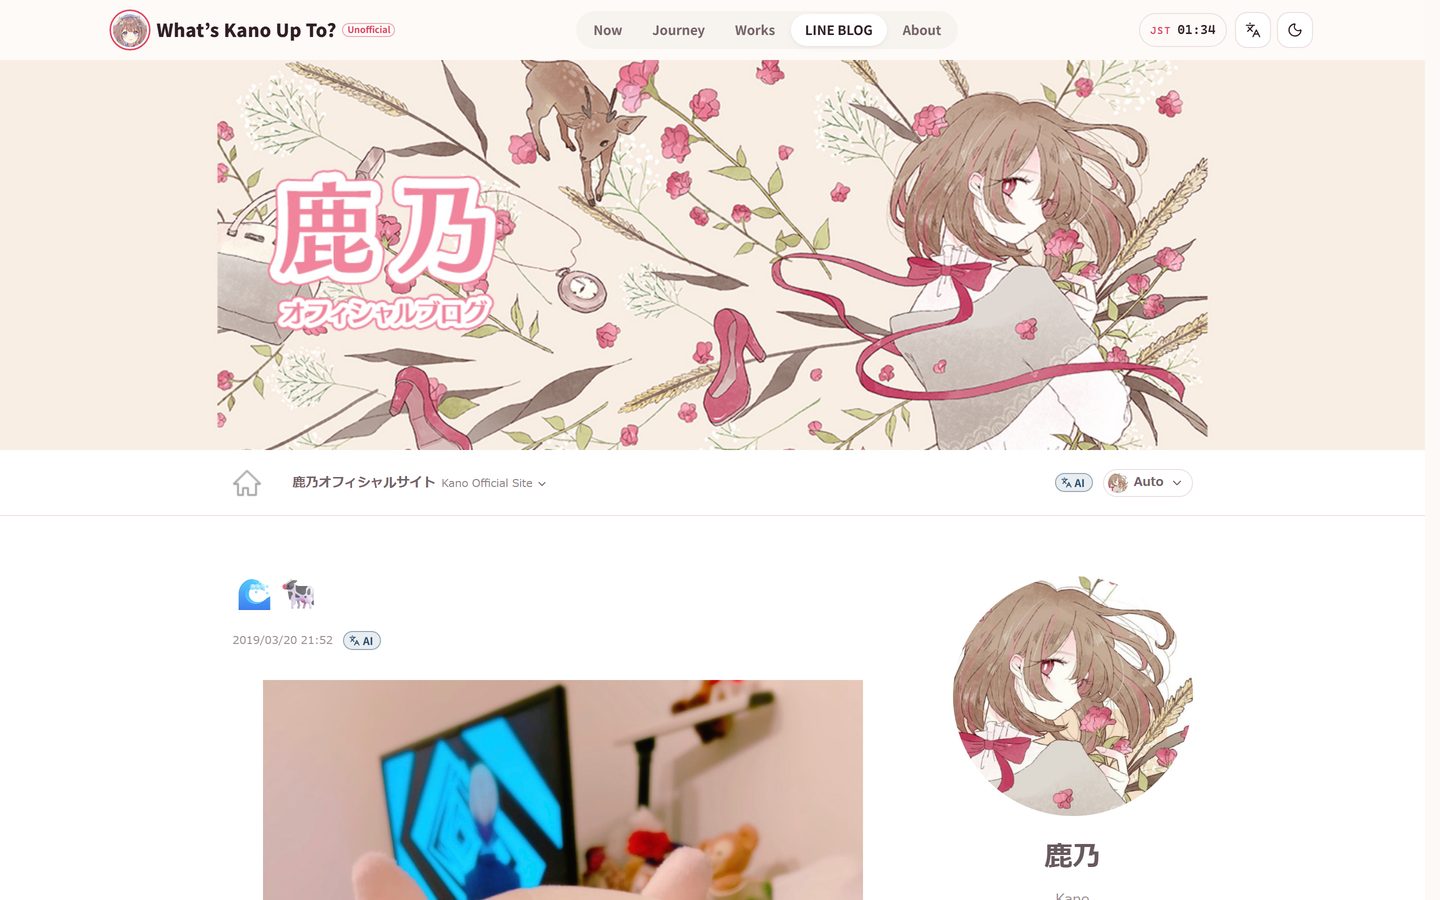 What's Kano Up To? Unofficial
Now Journey Works LINE BLOG About
JST 01:34
鹿乃
オフィシャルブログ
鹿乃オフィシャルサイト Kano Official Site
AI Auto
2019/03/20 21:52 AI
鹿乃
Kano